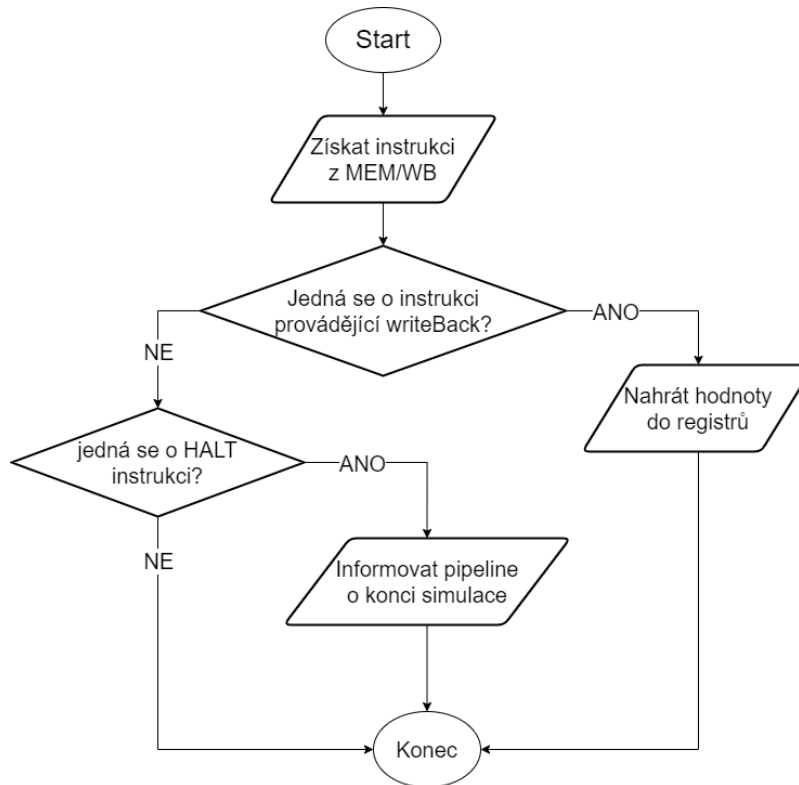 Start
Získat instrukci
z MEM/WB
Jedná se o instrukci
provádějící writeBack?
ANO
NE
Nahrát hodnoty
do registrů
jedná se o HALT
instrukci?
ANO
NE
Informovat pipeline
o konci simulace
Konec